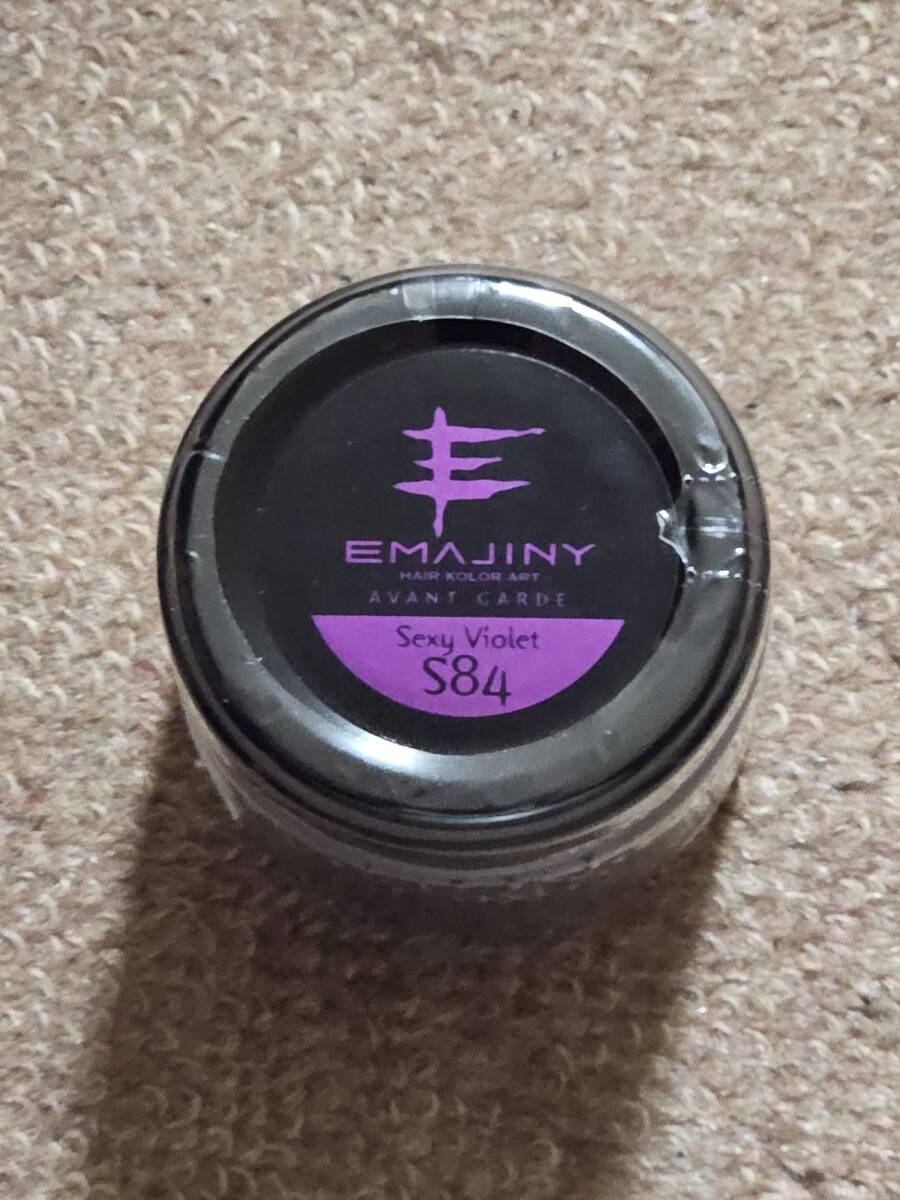 EMAJINY
HAIR KOLOR ART
AVANT GARDE
Sexy Violet
S84